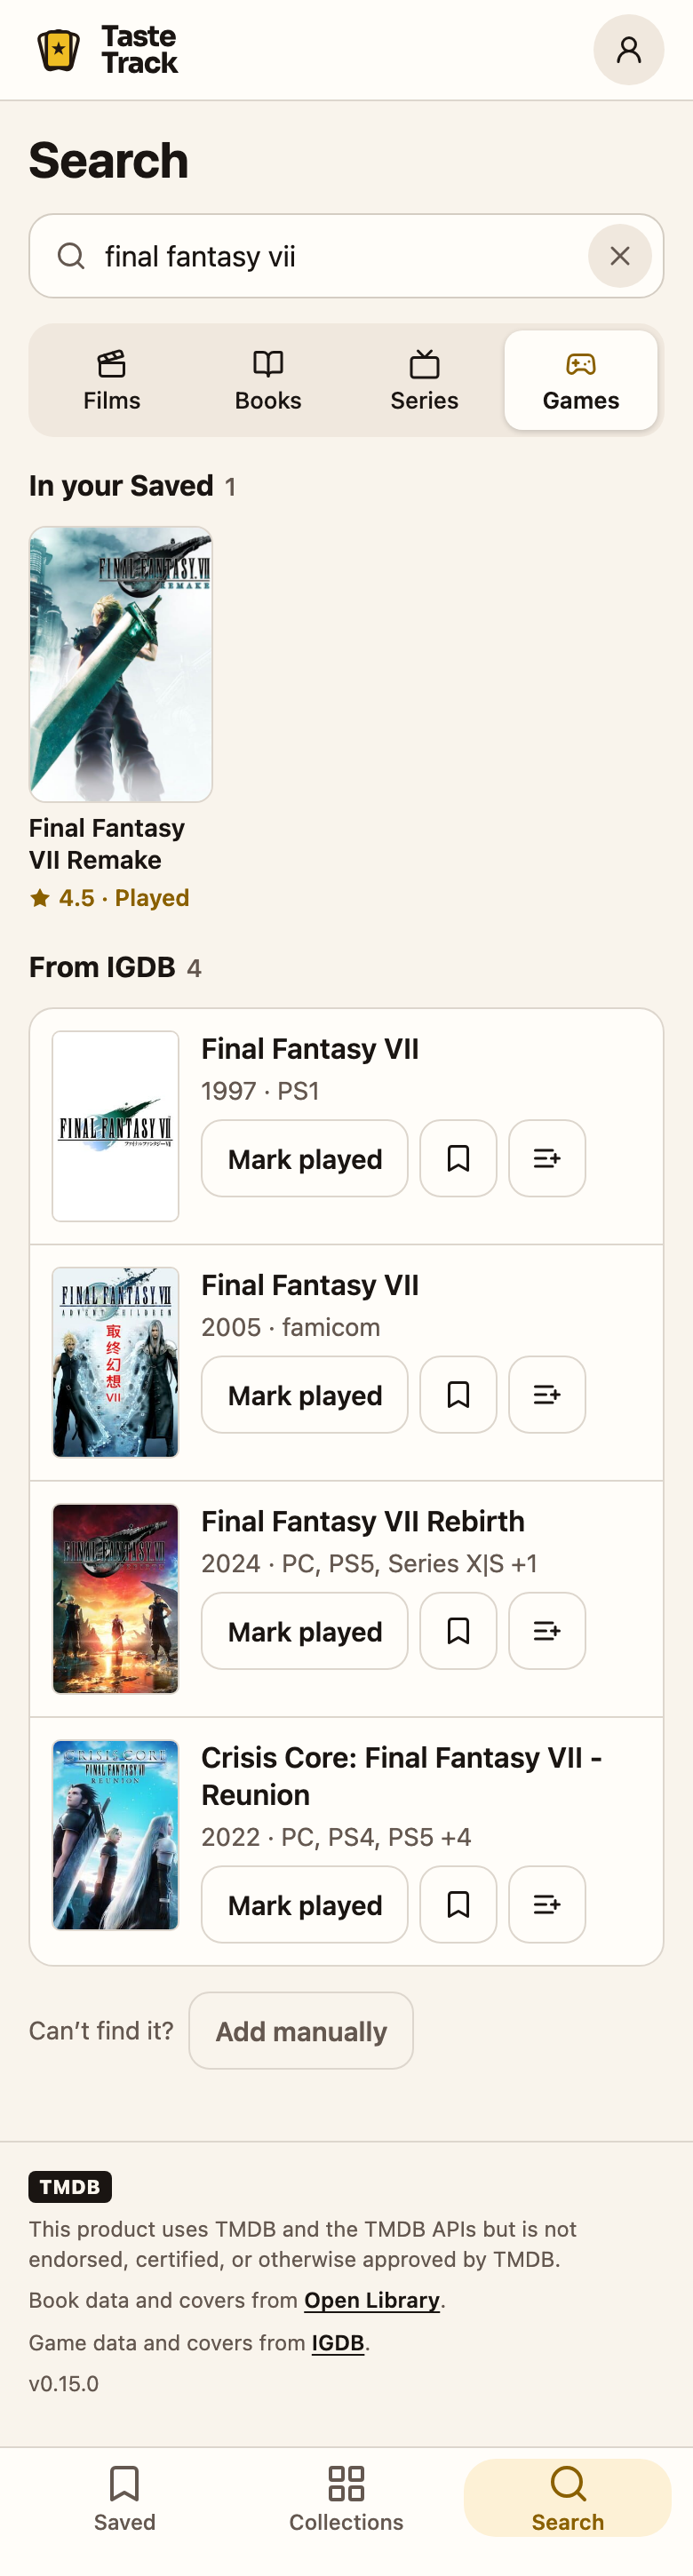 Taste
Track
Search
final fantasy vii
Films
Books
Series
Games
In your Saved 1
FINAL FANTASY VII
REMAKE
Final Fantasy
VII Remake
4.5 · Played
From IGDB 4
FINAL FANTASY VII
Final Fantasy VII
1997 · PS1
Mark played
FINAL FANTASY VII
ADVENT CHILDREN
最
终
幻
想
VII
Final Fantasy VII
2005 · famicom
Mark played
FINAL FANTASY VII
Final Fantasy VII Rebirth
2024 · PC, PS5, Series X|S +1
Mark played
CRISIS CORE
FINAL FANTASY VII
REUNION
Crisis Core: Final Fantasy VII -
Reunion
2022 · PC, PS4, PS5 +4
Mark played
Can’t find it?
Add manually
TMDB
This product uses TMDB and the TMDB APIs but is not
endorsed, certified, or otherwise approved by TMDB.
Book data and covers from Open Library.
Game data and covers from IGDB.
v0.15.0
Saved
Collections
Search